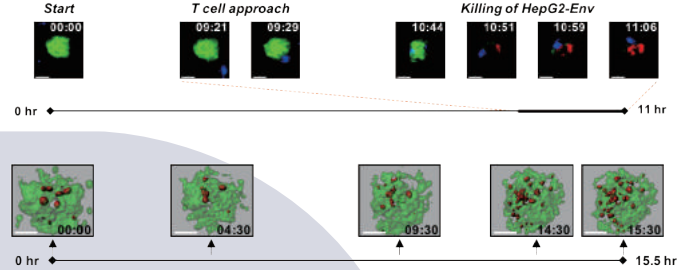 Start T cell approach Killing of HepG2-Env
00:00 09:21 09:29 10:44 10:51 10:59 11:06
0 hr 11 hr
00:00 04:30 09:30 14:30 15:30
0 hr 15.5 hr